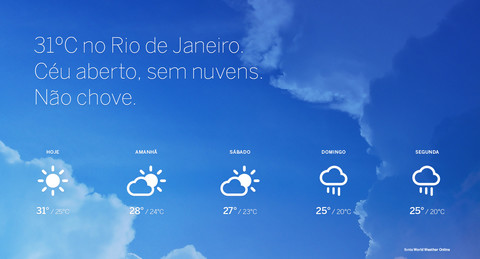 31°C no Rio de Janeiro.
Céu aberto, sem nuvens.
Não chove.
HOJE
AMANHÃ
SÁBADO
DOMINGO
SEGUNDA
31° / 25°C
28° / 24°C
27° / 23°C
25° / 20°C
25° / 20°C
fonte World Weather Online